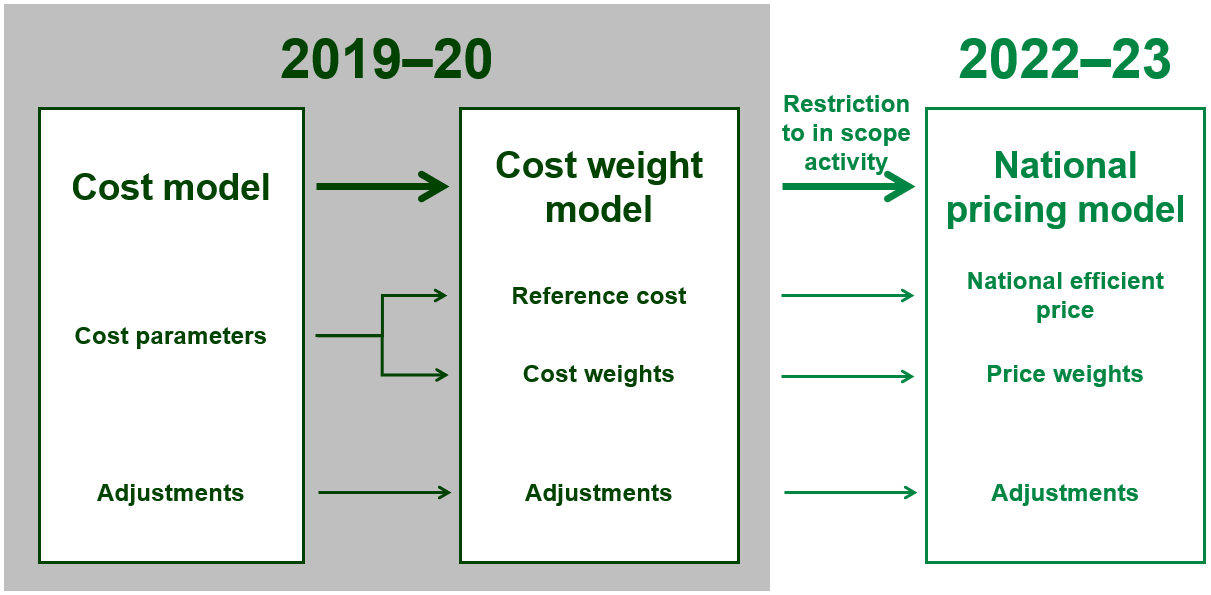 2019–20
2022–23
Cost model
Cost parameters
Adjustments
Cost weight
model
Reference cost
Cost weights
Adjustments
Restriction
to in scope
activity
National
pricing model
National efficient
price
Price weights
Adjustments